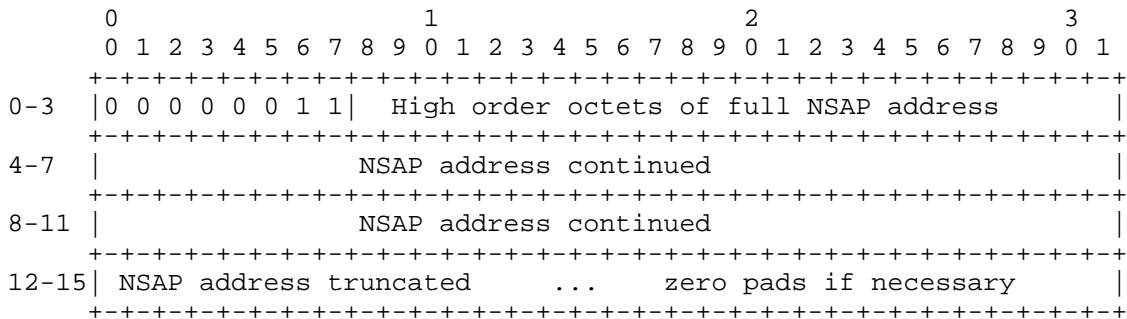 0                   1                   2                   3
       0 1 2 3 4 5 6 7 8 9 0 1 2 3 4 5 6 7 8 9 0 1 2 3 4 5 6 7 8 9 0 1
      +-+-+-+-+-+-+-+-+-+-+-+-+-+-+-+-+-+-+-+-+-+-+-+-+-+-+-+-+-+-+-+-+
0-3   |0 0 0 0 0 0 1 1|  High order octets of full NSAP address       |
      +-+-+-+-+-+-+-+-+-+-+-+-+-+-+-+-+-+-+-+-+-+-+-+-+-+-+-+-+-+-+-+-+
4-7   |                NSAP address continued                         |
      +-+-+-+-+-+-+-+-+-+-+-+-+-+-+-+-+-+-+-+-+-+-+-+-+-+-+-+-+-+-+-+-+
8-11  |                NSAP address continued                         |
      +-+-+-+-+-+-+-+-+-+-+-+-+-+-+-+-+-+-+-+-+-+-+-+-+-+-+-+-+-+-+-+-+
12-15| NSAP address truncated     ...    zero pads if necessary      |
      +-+-+-+-+-+-+-+-+-+-+-+-+-+-+-+-+-+-+-+-+-+-+-+-+-+-+-+-+-+-+-+-+